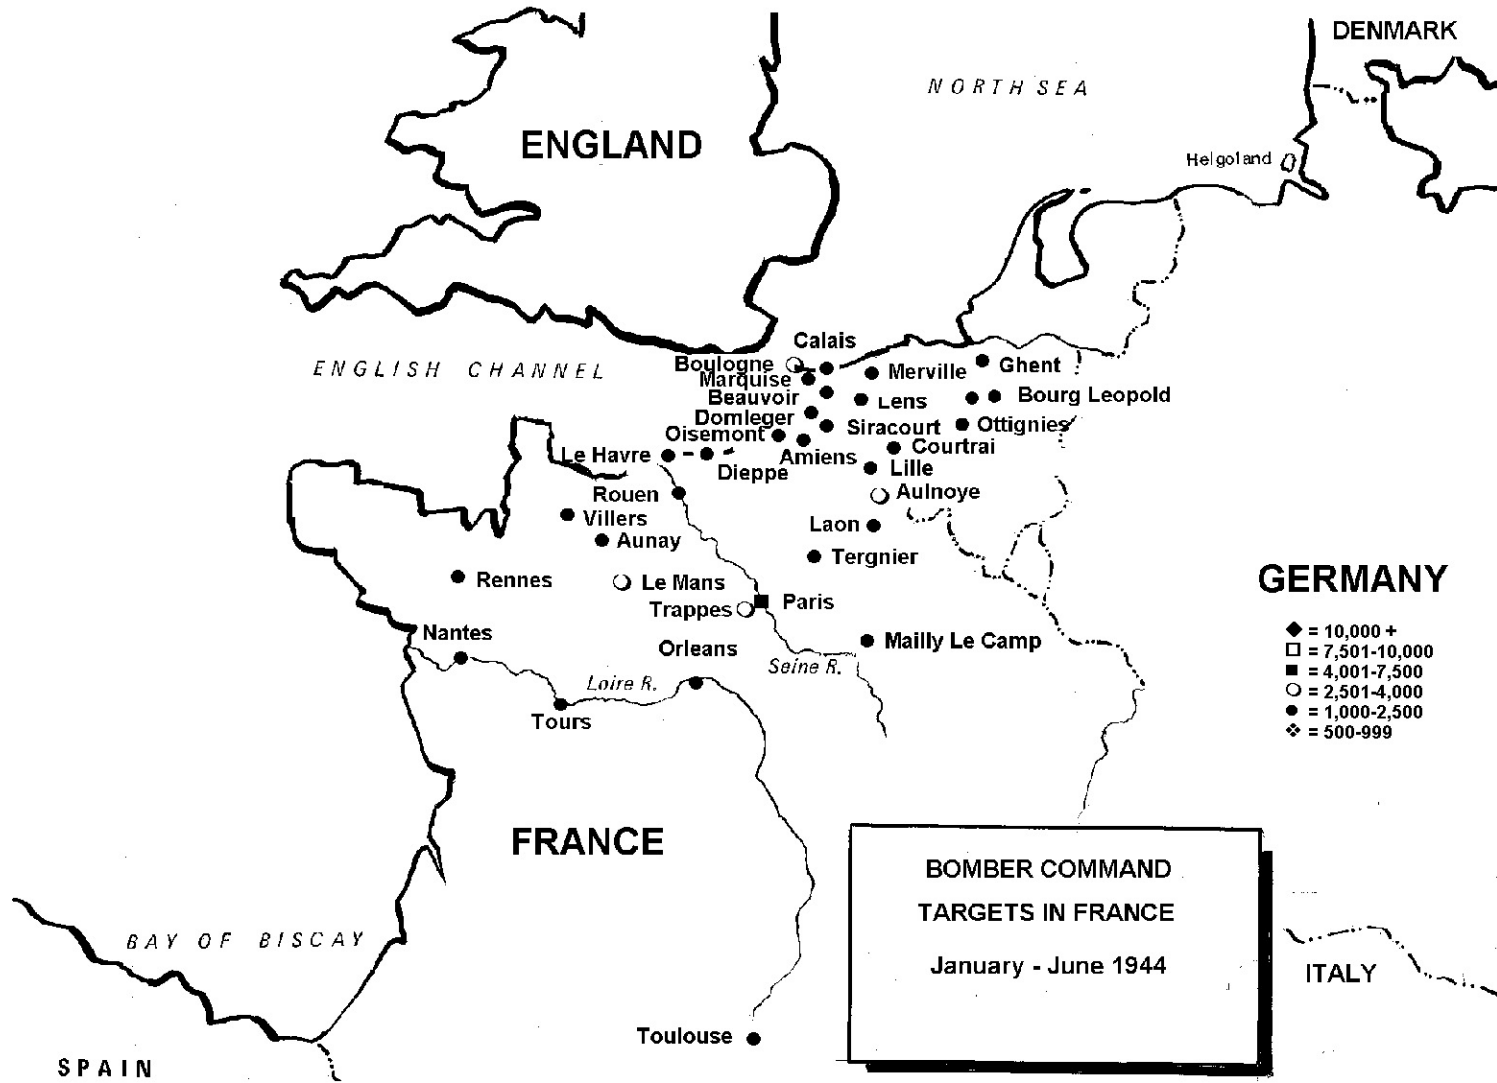 DENMARK
NORTH SEA
ENGLAND
Helgoland
Calais
ENGLISH CHANNEL
Boulogne
Merville
Ghent
Marquise
Beauvoir
Lens
Bourg Leopold
Domleger
Siracourt
Ottignies
Oisemont
Courtrai
Le Havre
Amiens
Lille
Dieppe
Rouen
Aulnoye
Villers
Laon
Aunay
Tergnier
Rennes
Le Mans
GERMANY
Trappes
Paris
Nantes
Orleans
Mailly Le Camp
Seine R.
Loire R.
Tours
= 10,000 +
= 7,501-10,000
= 4,001-7,500
= 2,501-4,000
= 1,000-2,500
= 500-999
FRANCE
BOMBER COMMAND
TARGETS IN FRANCE
January - June 1944
BAY OF BISCAY
ITALY
Toulouse
SPAIN